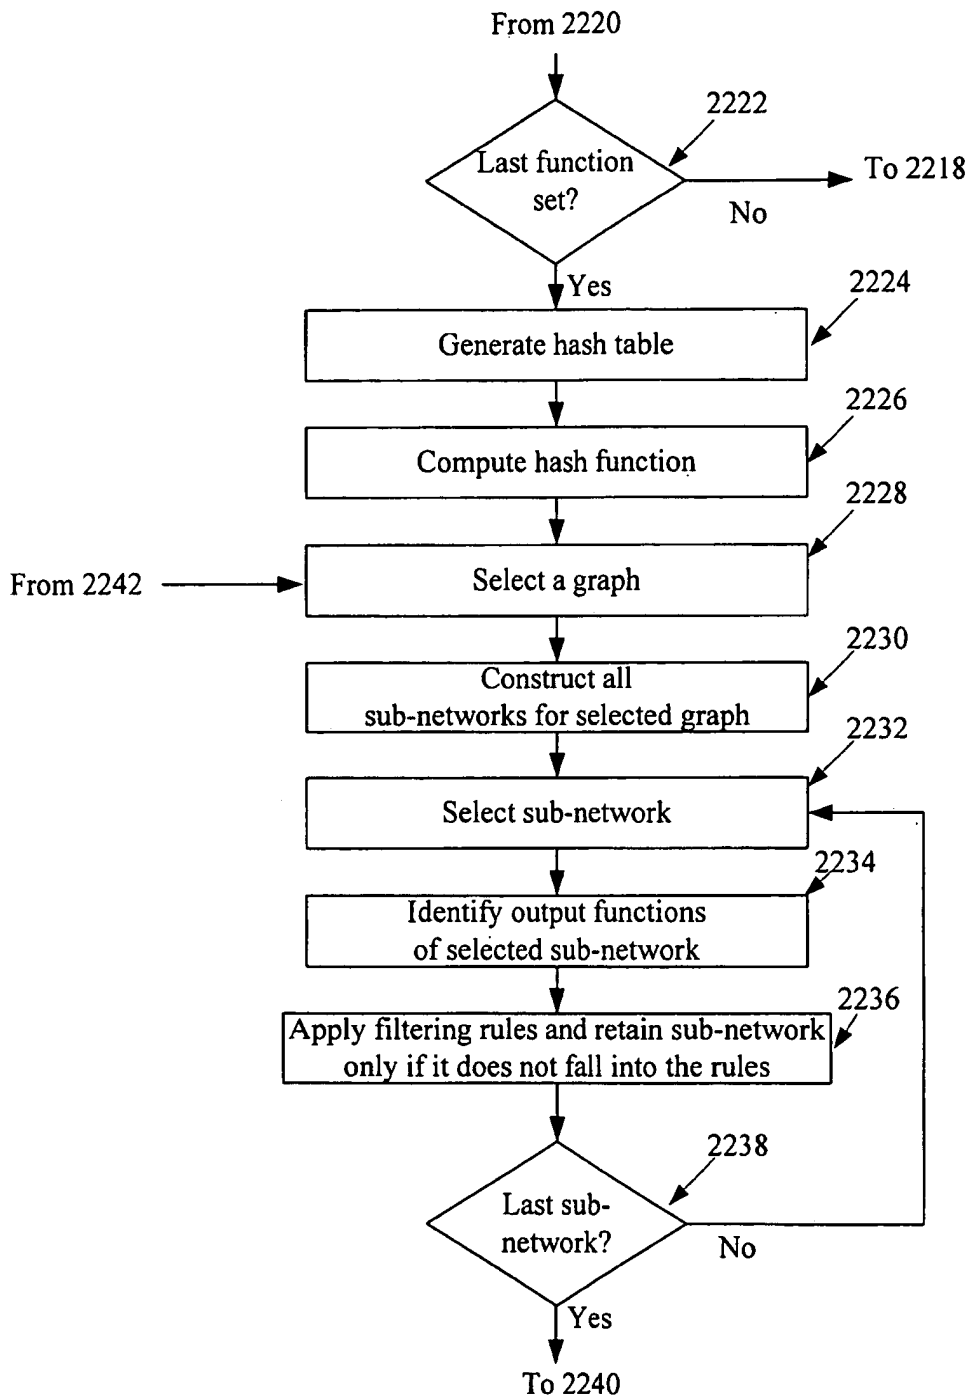 From 2220
2222
Last function
set?
To 2218
No
Yes
2224
Generate hash table
2226
Compute hash function
2228
From 2242
Select a graph
2230
Construct all
sub-networks for selected graph
2232
Select sub-network
2234
Identify output functions
of selected sub-network
2236
Apply filtering rules and retain sub-network
only if it does not fall into the rules
2238
Last sub-
network?
No
Yes
To 2240